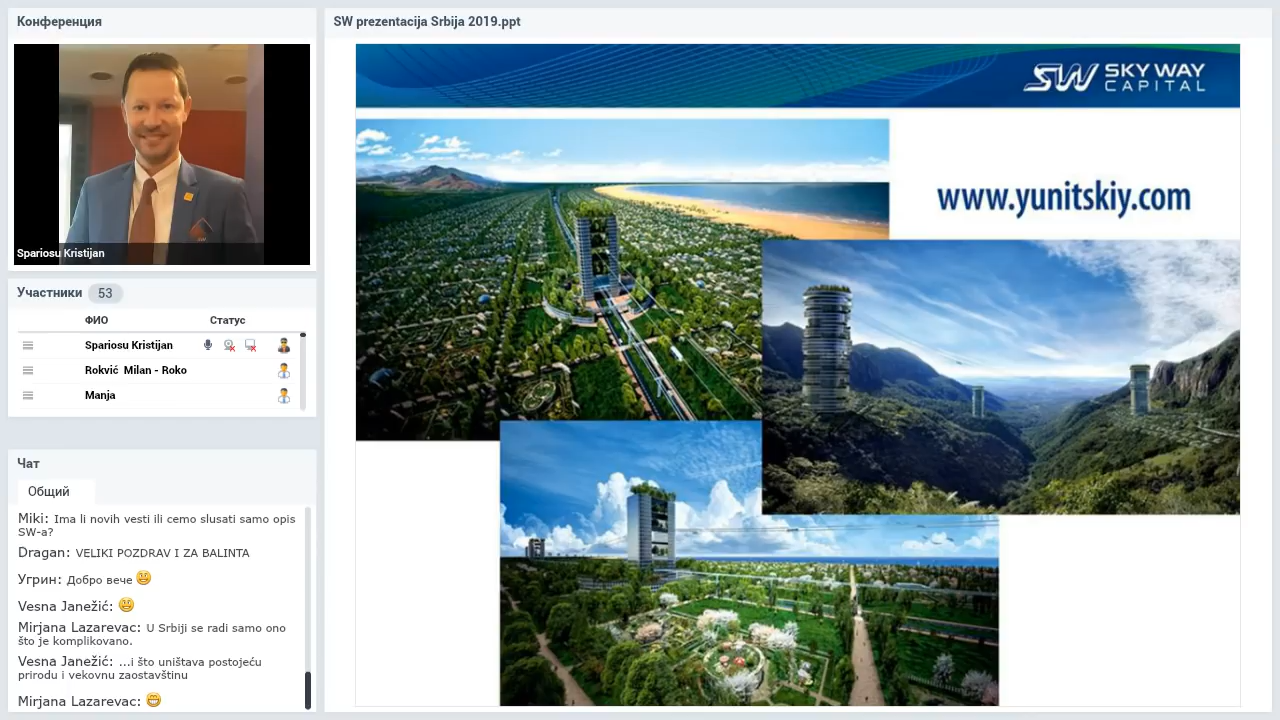 Конференция
Spariosu Kristijan
Участники 53
ФИО Статус
Spariosu Kristijan
Rokvić Milan - Roko
Manja
Чат
Общий
Miki: Ima li novih vesti ili cemo slusati samo opis
SW-a?
Dragan: VELIKI POZDRAV I ZA BALINTA
Угрин: Добро вече
Vesna Janežić:
Mirjana Lazarevac: U Srbiji se radi samo ono
što je komplikovano.
Vesna Janežić: ...i što uništava postojeću
prirodu i vekovnu zaostavštinu
Mirjana Lazarevac:
SW prezentacija Srbija 2019.ppt
SW SKY WAY
CAPITAL
www.yunitskiy.com